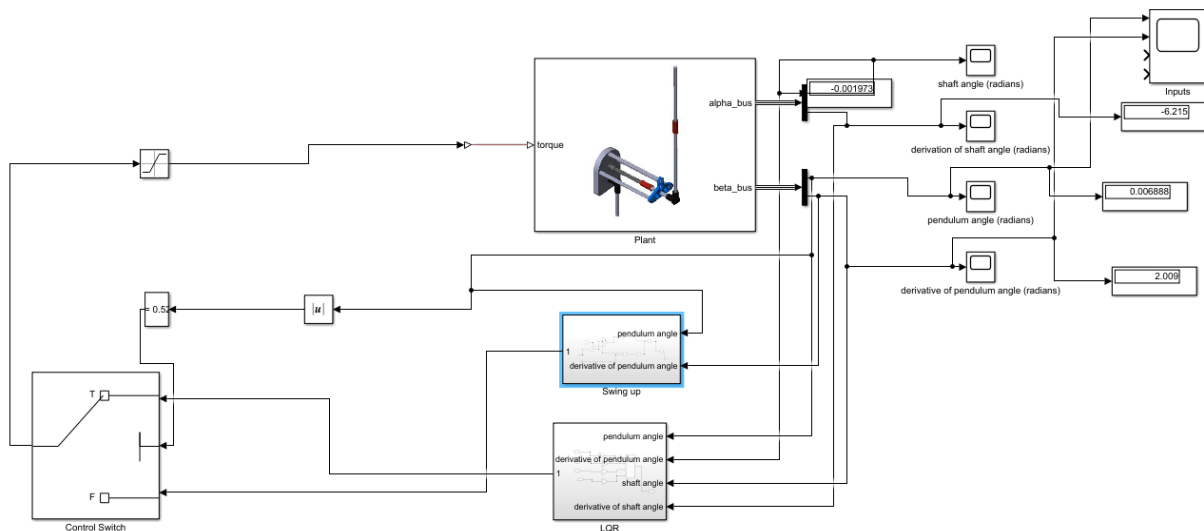 shaft angle (radians)
Inputs
-0.001973
alpha_bus
-6.215
derivation of shaft angle (radians)
torque
beta_bus
0.006888
pendulum angle (radians)
Plant
2.009
derivative of pendulum angle (radians)
|u|
pendulum angle
1
derivative of pendulum angle
Swing up
T
F
Control Switch
pendulum angle
derivative of pendulum angle
1
shaft angle
derivative of shaft angle
LQR